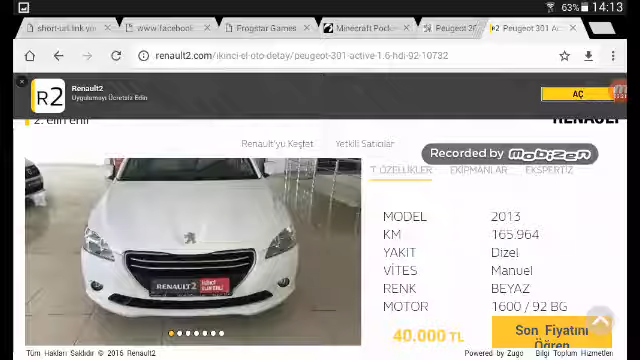 63% 14:13
short-url.link yo
www.facebook
Frogstar Games
Minecraft Pocke
Peugeot 20
Peugeot 301 Ac
renault2.com/ikinci-el-oto-detay/peugeot-301-active-1.6-hdi-92-10732
R2
Renault2
Uygulamayı Ücretsiz Edin
AÇ
2. elin eni!
RENAULT
Renault'yu Keşfet
Yetkili Satıcılar
Recorded by mobizen
ÖZELLİKLER
EKİPMANLAR
EKSPERTİZ
MODEL 2013
KM 165.964
YAKIT Dizel
VİTES Manuel
RENK BEYAZ
MOTOR 1600 / 92 BG
RENAULT2
40.000 TL
Son Fiyatını
Öğren
Tüm Hakları Saklıdır © 2016 Renault2
Powered by Zugo
Bilgi Toplum Hizmetleri